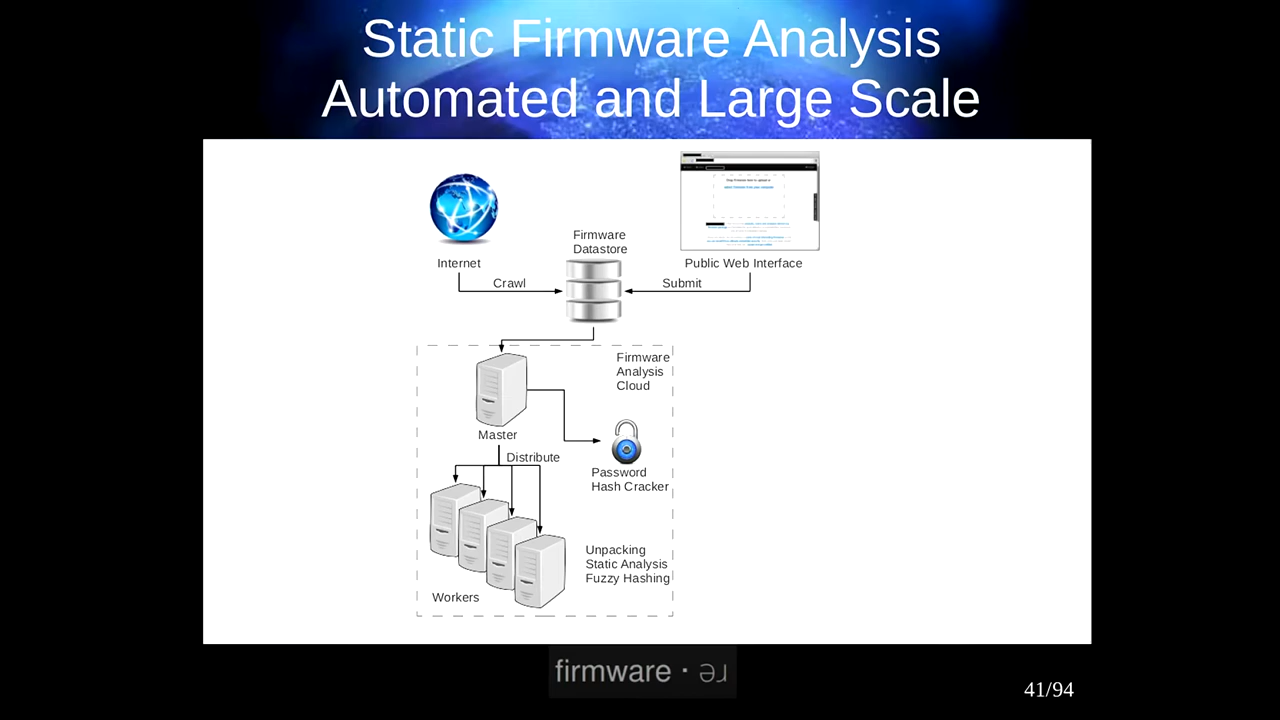 Static Firmware Analysis
Automated and Large Scale
Internet
Crawl
Firmware
Datastore
Public Web Interface
Submit
Firmware
Analysis
Cloud
Master
Distribute
Password
Hash Cracker
Unpacking
Static Analysis
Fuzzy Hashing
Workers
firmware · ɹǝ
41/94